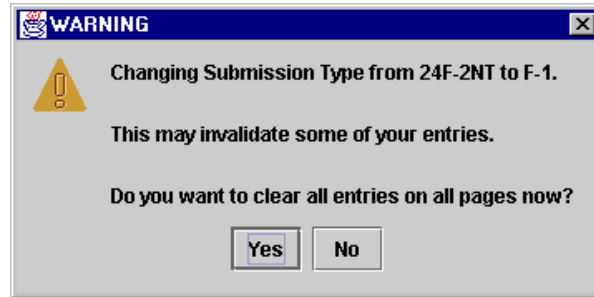 WARNING
Changing Submission Type from 24F-2NT to F-1.
This may invalidate some of your entries.
Do you want to clear all entries on all pages now?
Yes No